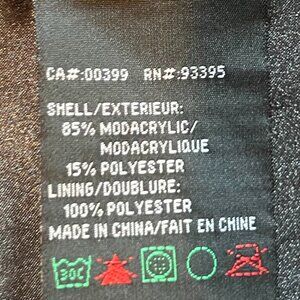 CA#:00399 RN#:93395
SHELL/EXTERIEUR:
85% MODACRYLIC/
MODACRYLIQUE
15% POLYESTER
LINING/DOUBLURE:
100% POLYESTER
MADE IN CHINA/FAIT EN CHINE
30C